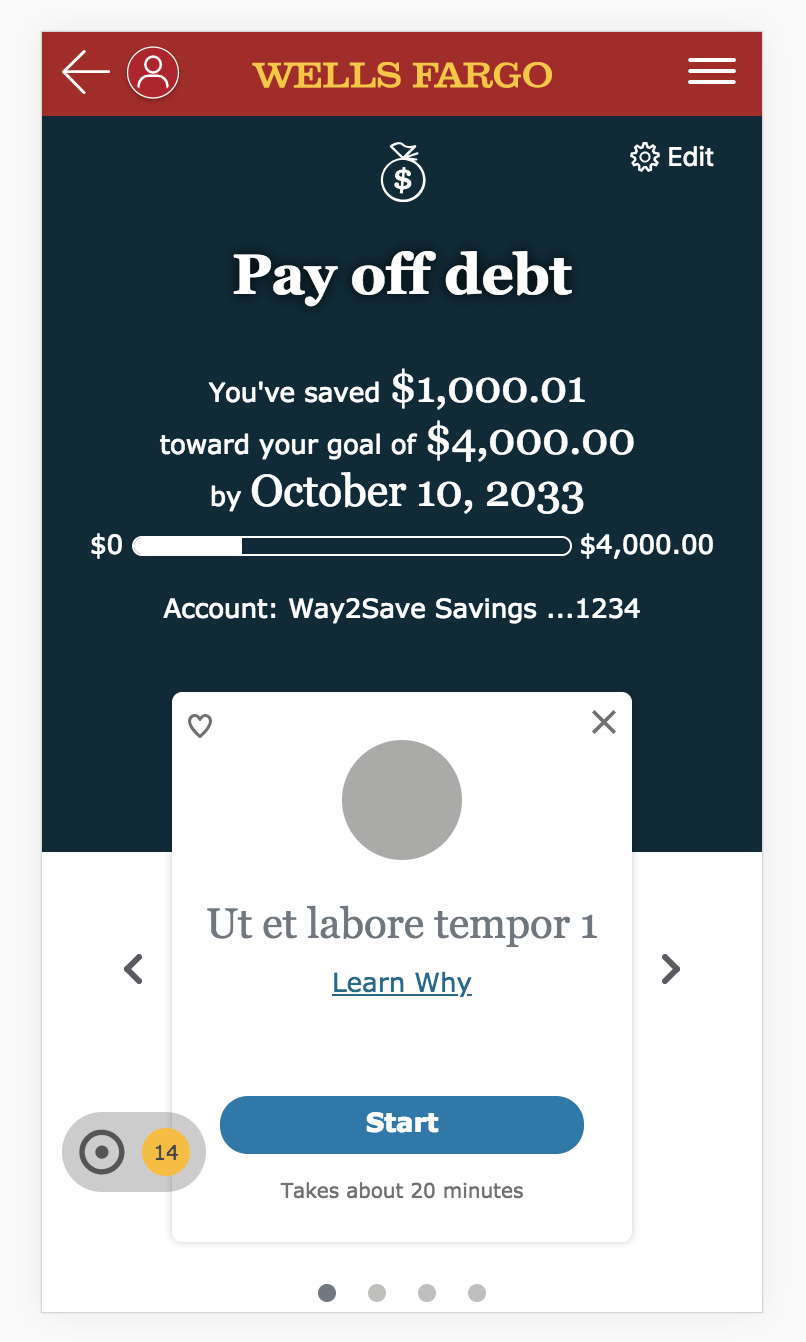 WELLS FARGO
$
Edit
Pay off debt
You've saved $1,000.01
toward your goal of $4,000.00
by October 10, 2033
$0 $4,000.00
Account: Way2Save Savings ...1234
Ut et labore tempor 1
Learn Why
Start
14
Takes about 20 minutes